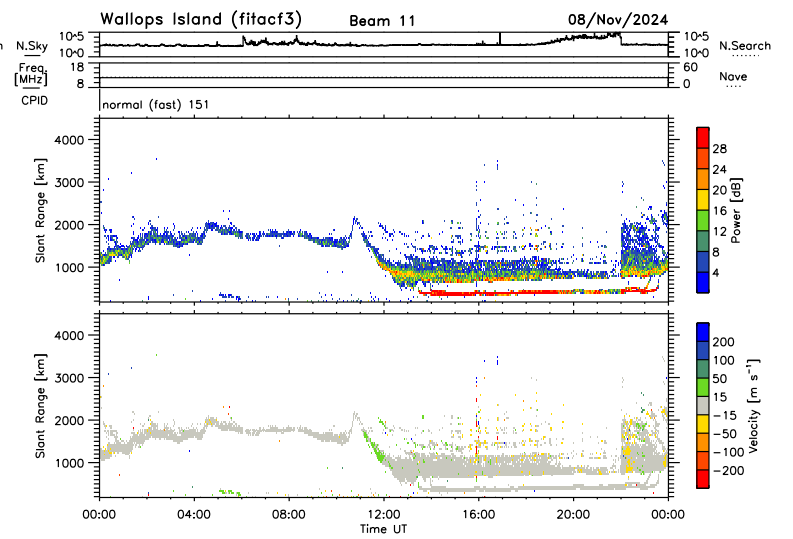 Wallops Island (fitacf3) Beam 11 08/Nov/2024
N.Sky 10^5 10^0 10^5 10^0 N.Search
Freq. [MHz] 18 8 60 0 Nave
CPID normal (fast) 151
4000
3000
2000
1000
Slant Range [km]
28
24
20
16
12
8
4
Power [dB]
4000
3000
2000
1000
Slant Range [km]
200
100
50
15
-15
-50
-100
-200
Velocity [m s⁻¹]
00:00 04:00 08:00 12:00 16:00 20:00 00:00
Time UT